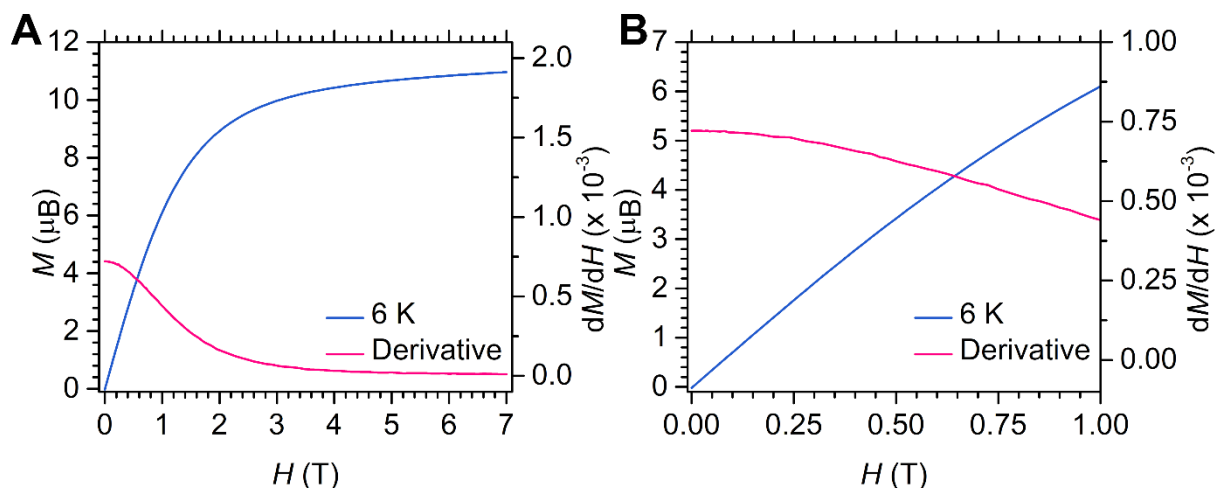 A
12
10
8
6
4
2
0
M (μB)
2.0
1.5
1.0
0.5
0.0
dM/dH (x 10⁻³)
6 K
Derivative
0 1 2 3 4 5 6 7
H (T)
B
7
6
5
4
3
2
1
0
M (μB)
1.00
0.75
0.50
0.25
0.00
dM/dH (x 10⁻³)
6 K
Derivative
0.00 0.25 0.50 0.75 1.00
H (T)